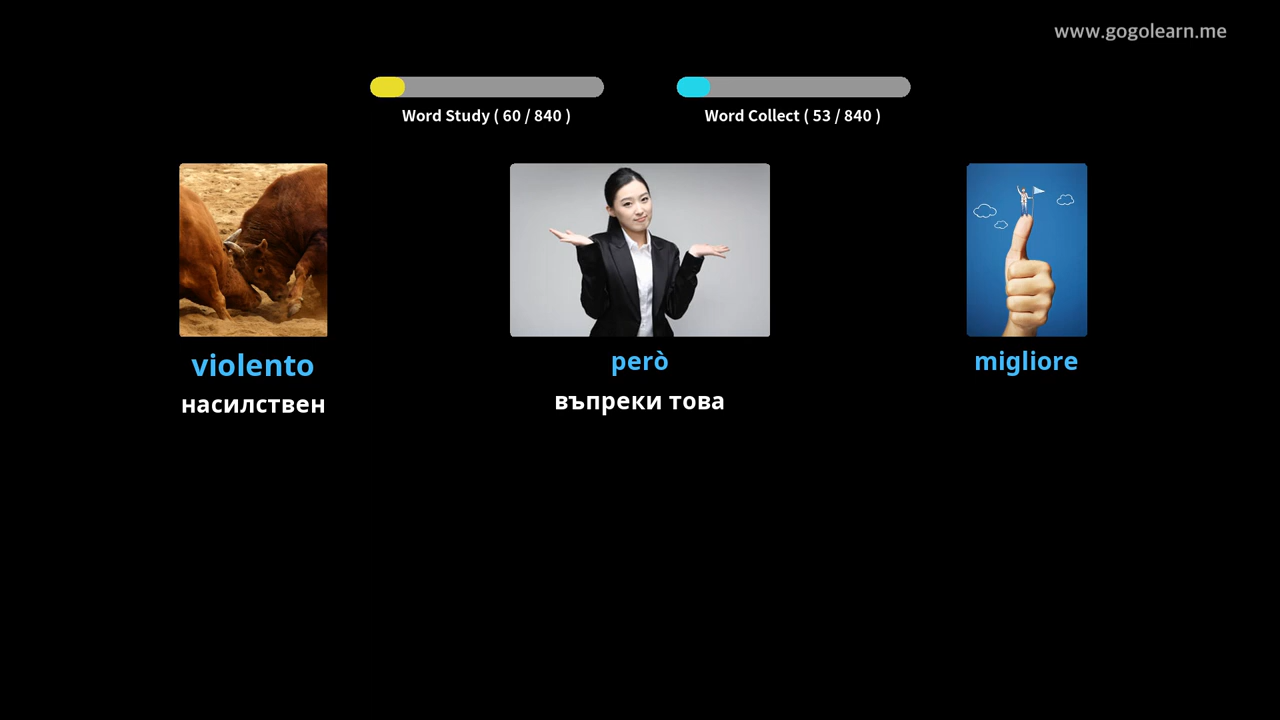 www.gogolearn.me
Word Study ( 60 / 840 )
Word Collect ( 53 / 840 )
violento
però
migliore
насилствен
въпреки това